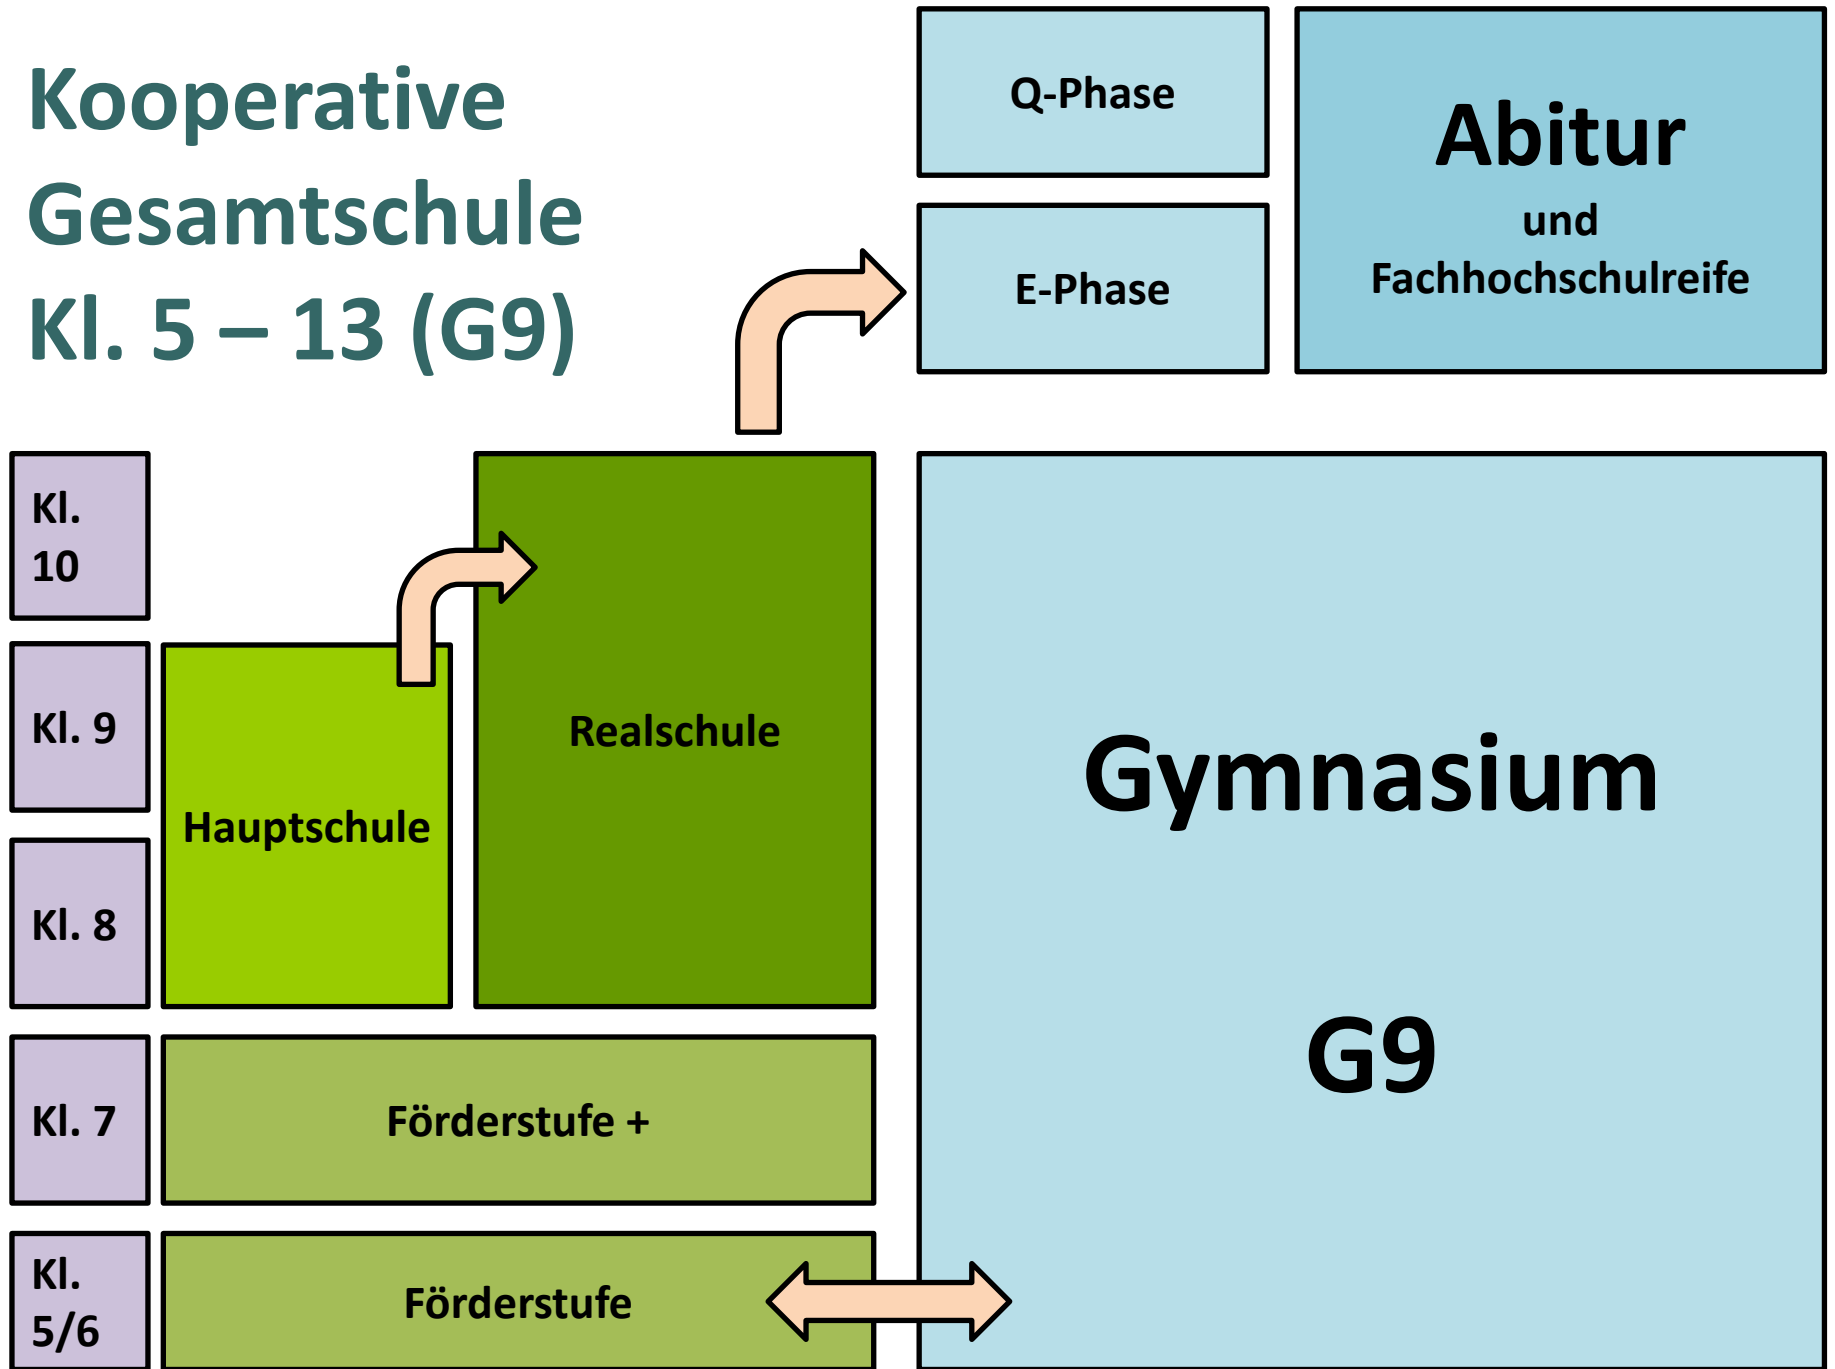 Kooperative
Gesamtschule
Kl. 5 – 13 (G9)
Q-Phase
E-Phase
Abitur
und
Fachhochschulreife
Kl.
10
Kl. 9
Kl. 8
Kl. 7
Kl.
5/6
Hauptschule
Realschule
Förderstufe +
Förderstufe
Gymnasium
G9